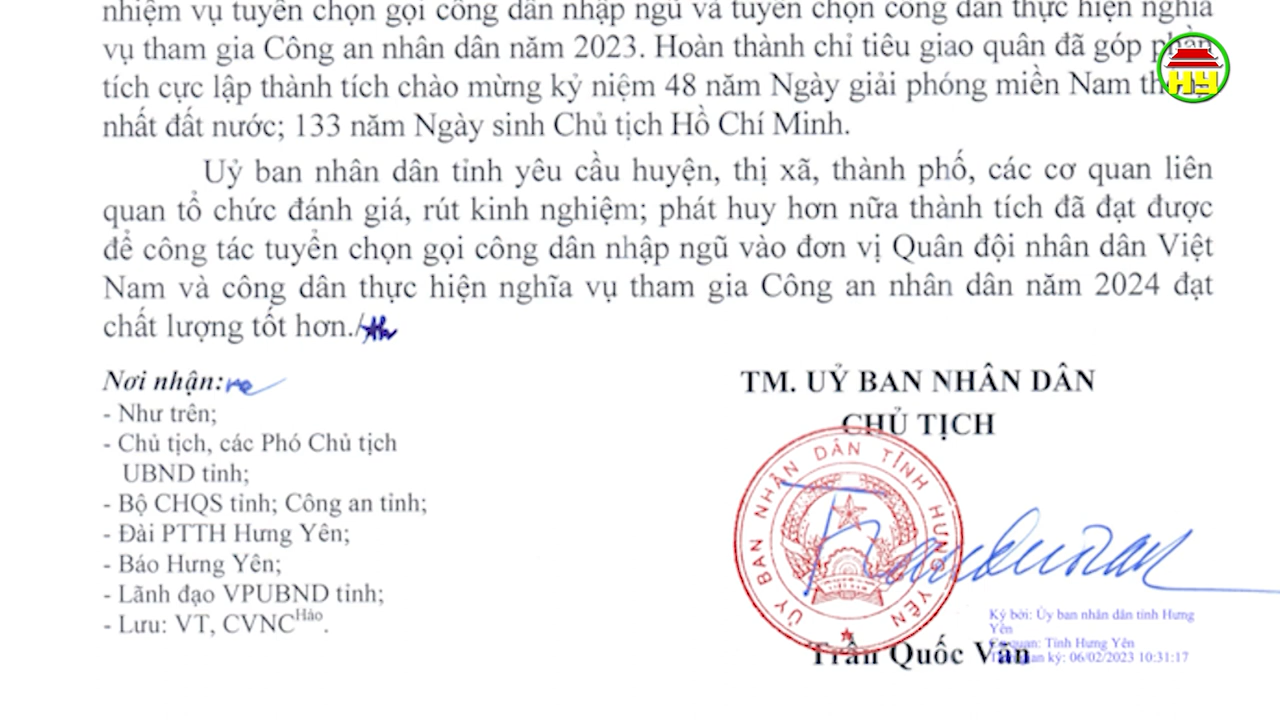 nhiệm vụ tuyển chọn gọi công dân nhập ngũ và tuyển chọn công dân thực hiện nghĩa
vụ tham gia Công an nhân dân năm 2023. Hoàn thành chỉ tiêu giao quân đã góp phần
tích cực lập thành tích chào mừng kỷ niệm 48 năm Ngày giải phóng miền Nam
nhất đất nước; 133 năm Ngày sinh Chủ tịch Hồ Chí Minh.
HY
Uỷ ban nhân dân tỉnh yêu cầu huyện, thị xã, thành phố, các cơ quan liên
quan tổ chức đánh giá, rút kinh nghiệm; phát huy hơn nữa thành tích đã đạt được
để công tác tuyển chọn gọi công dân nhập ngũ vào đơn vị Quân đội nhân dân Việt
Nam và công dân thực hiện nghĩa vụ tham gia Công an nhân dân năm 2024 đạt
chất lượng tốt hơn./
Nơi nhận:
- Như trên;
- Chủ tịch, các Phó Chủ tịch
UBND tỉnh;
- Bộ CHQS tỉnh; Công an tỉnh;
- Đài PTTH Hưng Yên;
- Báo Hưng Yên;
- Lãnh đạo VPUBND tỉnh;
- Lưu: VT, CVNCHảo.
TM. UỶ BAN NHÂN DÂN
CHỦ TỊCH
ỦY BAN NHÂN DÂN TỈNH HƯNG YÊN
Ký bởi: Ủy ban nhân dân tỉnh Hưng
Yên
Cơ quan: Tỉnh Hưng Yên
Thời gian ký: 06/02/2023 10:31:17
Trần Quốc Văn